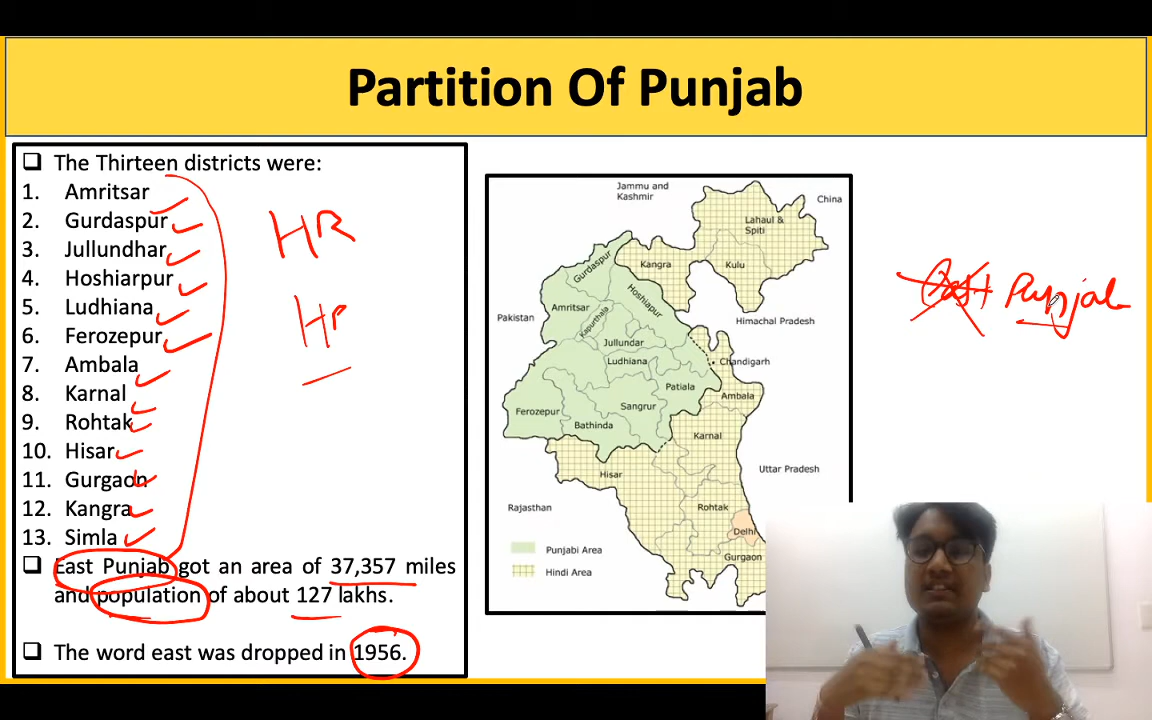 Partition Of Punjab
❑ The Thirteen districts were:
1. Amritsar
2. Gurdaspur
3. Jullundhar
4. Hoshiarpur
5. Ludhiana
6. Ferozepur
7. Ambala
8. Karnal
9. Rohtak
10. Hisar
11. Gurgaon
12. Kangra
13. Simla
❑ East Punjab got an area of 37,357 miles
and population of about 127 lakhs.
❑ The word east was dropped in 1956.
HR
HP
Jammu and
Kashmir
China
Lahaul &
Spiti
Gurdaspur
Kangra
Kulu
Hoshiapur
Amritsar
Kapurthala
Pakistan
Himachal Pradesh
Jullundar
Ludhiana
Chandigarh
Patiala
Ambala
Sangrur
Ferozepur
Bathinda
Karnal
Hisar
Uttar Pradesh
Rajasthan
Rohtak
Delhi
Punjabi Area
Gurgaon
Hindi Area
East Punjab